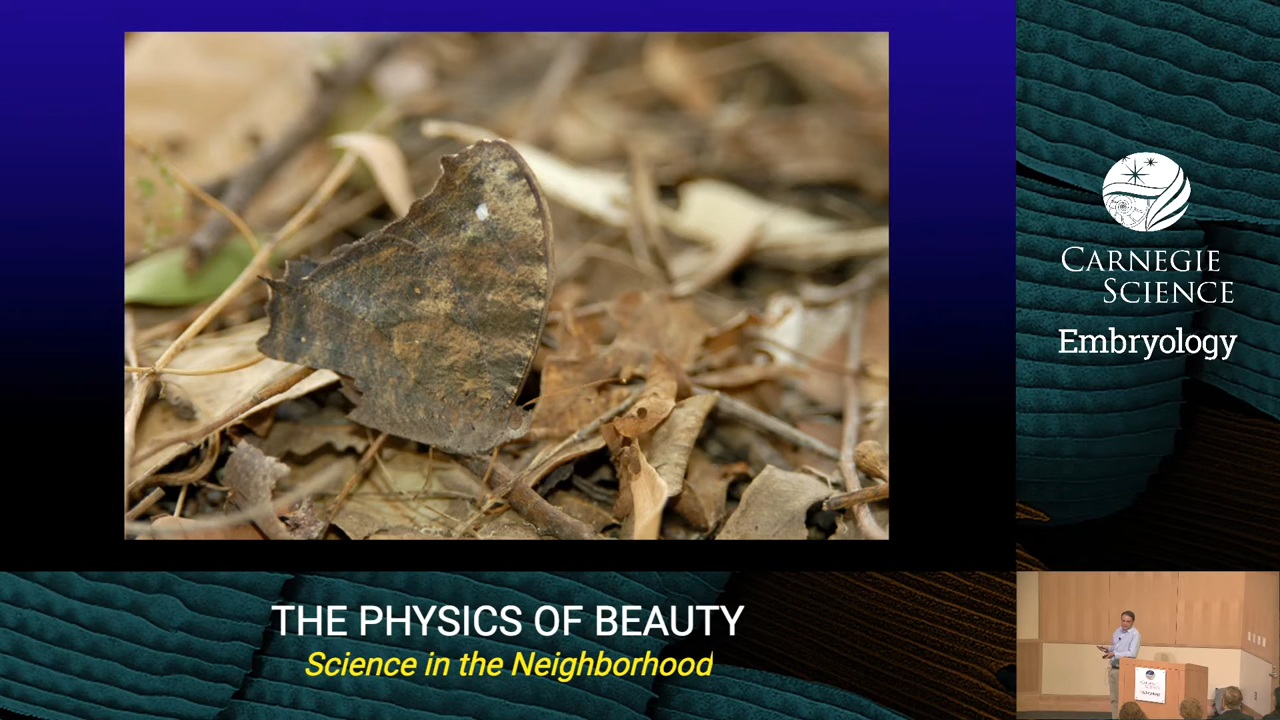 CARNEGIE
SCIENCE
Embryology
THE PHYSICS OF BEAUTY
Science in the Neighborhood